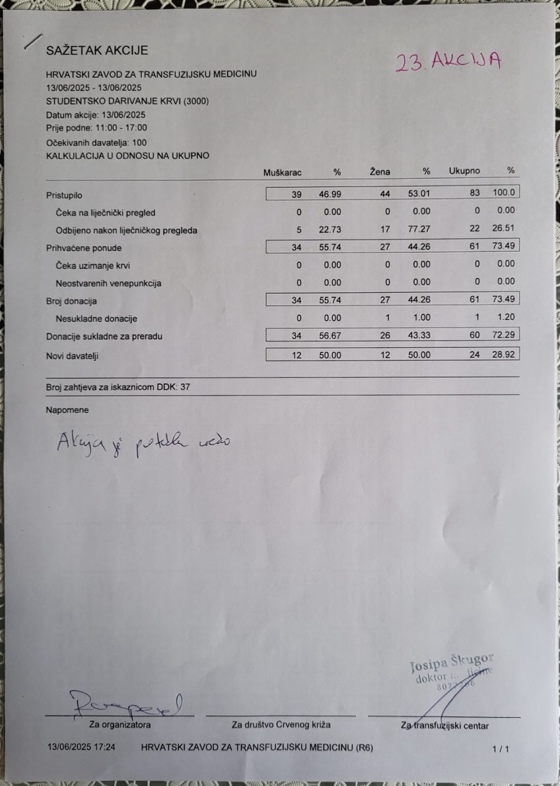 SAŽETAK AKCIJE
23 AKCIJA
HRVATSKI ZAVOD ZA TRANSFUZIJSKU MEDICINU
13/06/2025 - 13/06/2025
STUDENTSKO DARIVANJE KRVI (3000)
Datum akcije: 13/06/2025
Prije podne: 11:00 - 17:00
Očekivanih davatelja: 100
KALKULACIJA U ODNOSU NA UKUPNO
Muškarac % Žena % Ukupno %
Pristupilo 39 46.99 44 53.01 83 100.0
Čeka na liječnički pregled 0 0.00 0 0.00 0 0.00
Odbijeno nakon liječničkog pregleda 5 22.73 17 77.27 22 26.51
Prihvaćene ponude 34 55.74 27 44.26 61 73.49
Čeka uzimanje krvi 0 0.00 0 0.00 0 0.00
Neostvarenih venepunkcija 0 0.00 0 0.00 0 0.00
Broj donacija 34 55.74 27 44.26 61 73.49
Nesukladne donacije 0 0.00 1 1.00 1 1.20
Donacije sukladne za preradu 34 56.67 26 43.33 60 72.29
Novi davatelji 12 50.00 12 50.00 24 28.92
Broj zahtjeva za iskaznicom DDK: 37
Napomene
Akcija je protekla uredno
Josipa Škugor
doktor
Za organizatora Za društvo Crvenog križa Za transfuzijski centar
13/06/2025 17:24 HRVATSKI ZAVOD ZA TRANSFUZIJSKU MEDICINU (R6) 1 / 1